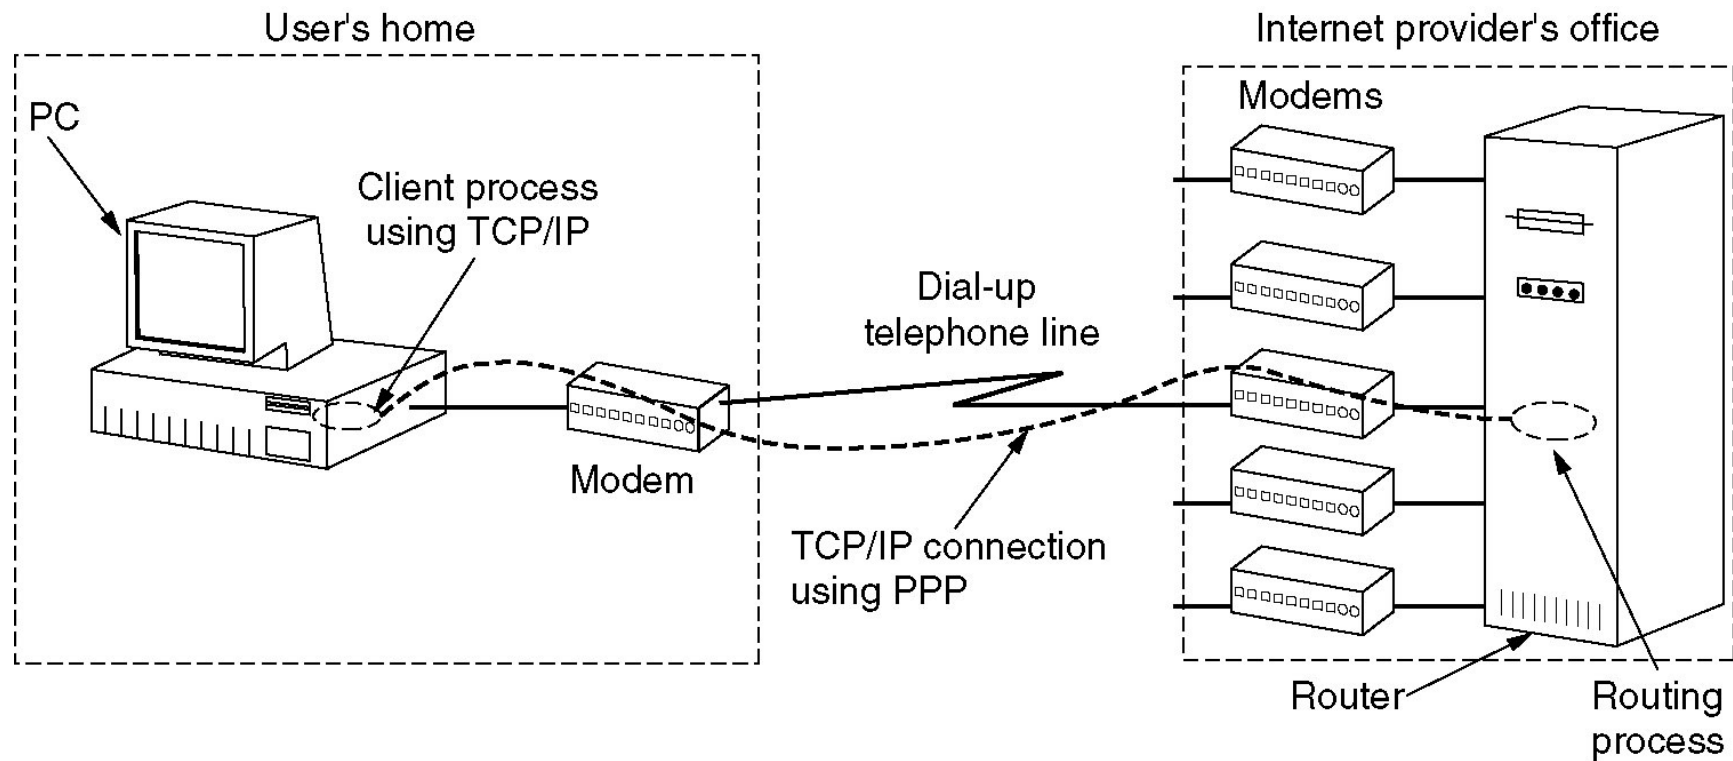 User's home
Internet provider's office
PC
Client process
using TCP/IP
Modem
Dial-up
telephone line
TCP/IP connection
using PPP
Modems
Router
Routing
process